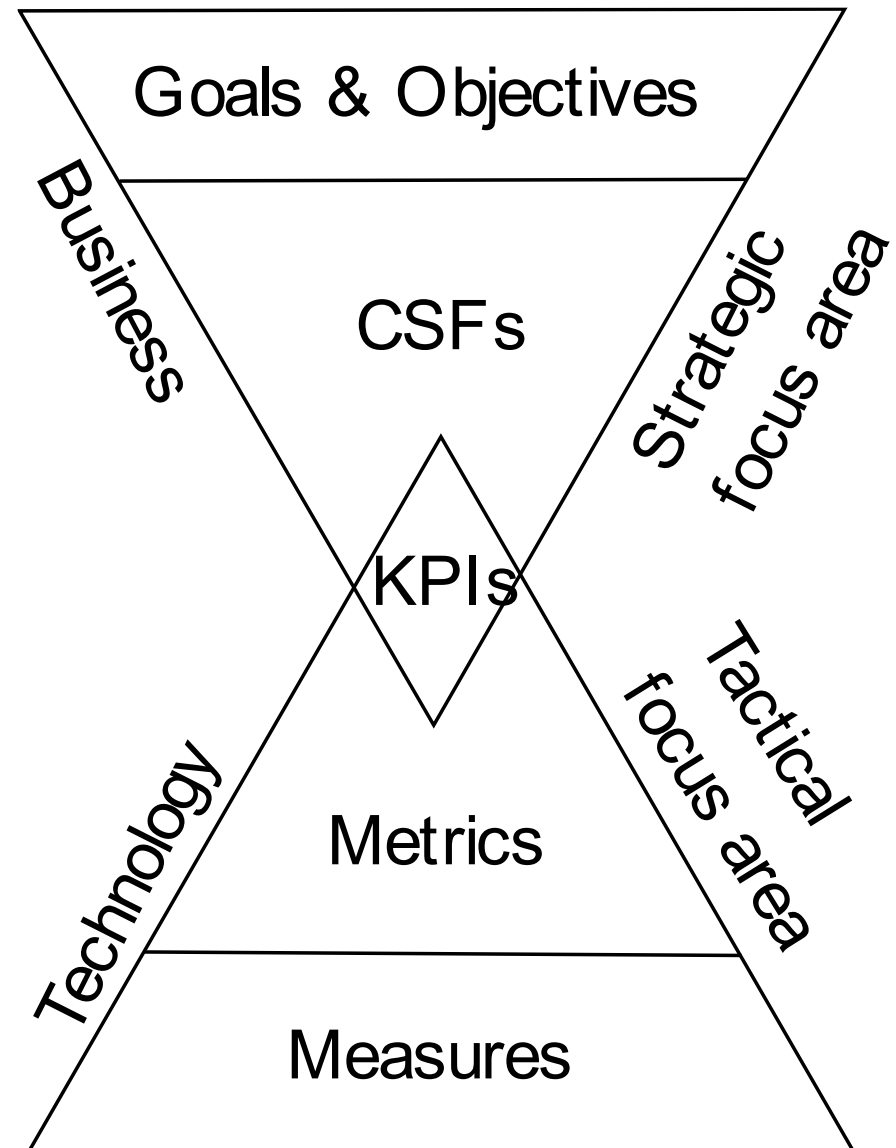 Goals & Objectives
Business
CSFs
Strategic
focus area
KPIs
Tactical
focus area
Technology
Metrics
Measures